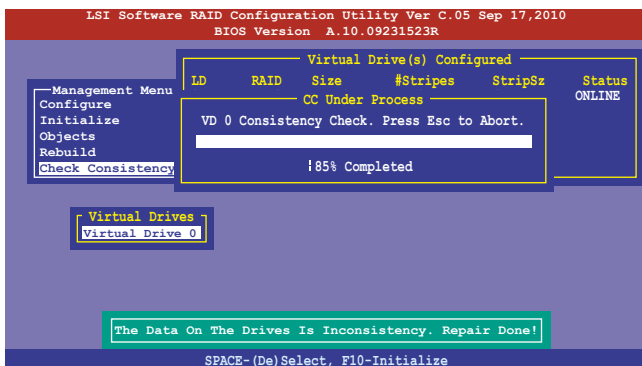 LSI Software RAID Configuration Utility Ver C.05 Sep 17,2010
BIOS Version A.10.09231523R
Virtual Drive(s) Configured
LD RAID Size #Stripes StripSz Status
ONLINE
Management Menu
Configure
Initialize
Objects
Rebuild
Check Consistency
CC Under Process
VD 0 Consistency Check. Press Esc to Abort.
85% Completed
Virtual Drives
Virtual Drive 0
The Data On The Drives Is Inconsistency. Repair Done!
SPACE-(De)Select, F10-Initialize